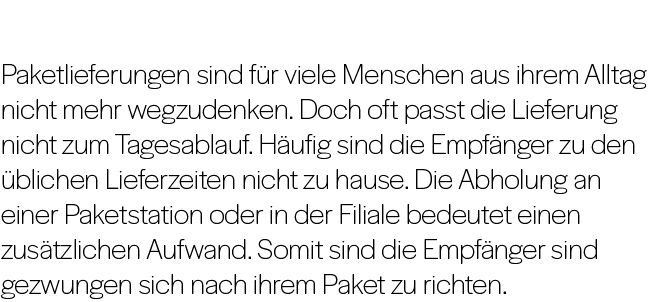 Paketlieferungen sind für viele Menschen aus ihrem Alltag
nicht mehr wegzudenken. Doch oft passt die Lieferung
nicht zum Tagesablauf. Häufig sind die Empfänger zu den
üblichen Lieferzeiten nicht zu hause. Die Abholung an
einer Paketstation oder in der Filiale bedeutet einen
zusätzlichen Aufwand. Somit sind die Empfänger sind
gezwungen sich nach ihrem Paket zu richten.